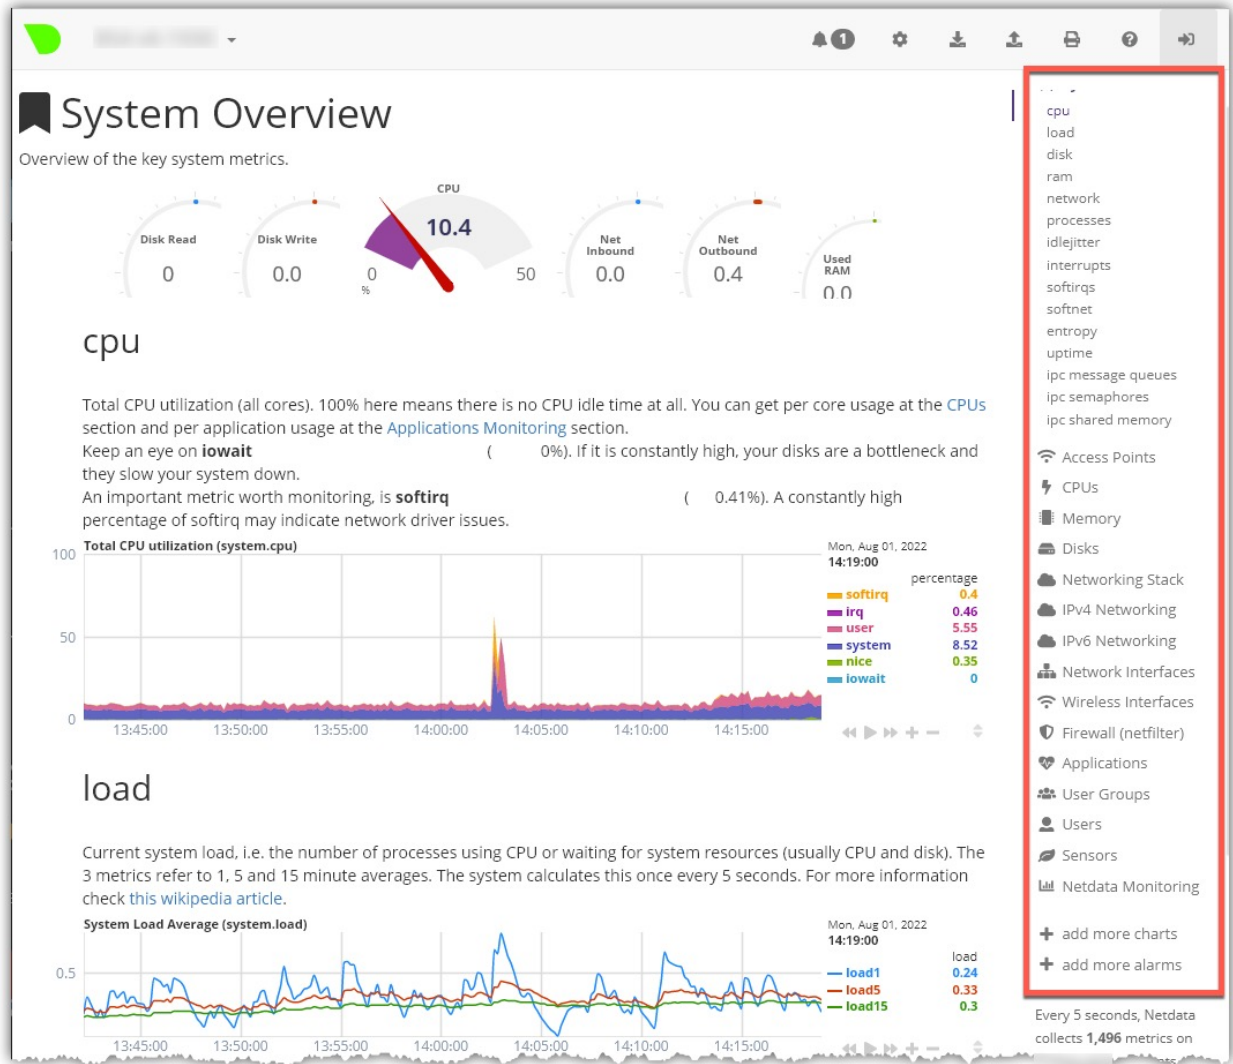 1
System Overview
Overview of the key system metrics.
CPU
10.4
0
50
%
Disk Read
0
Disk Write
0.0
Net
Inbound
0.0
Net
Outbound
0.4
Used
RAM
0.0
cpu
Total CPU utilization (all cores). 100% here means there is no CPU idle time at all. You can get per core usage at the CPUs
section and per application usage at the Applications Monitoring section.
Keep an eye on iowait ( 0%). If it is constantly high, your disks are a bottleneck and
they slow your system down.
An important metric worth monitoring, is softirq ( 0.41%). A constantly high
percentage of softirq may indicate network driver issues.
Total CPU utilization (system.cpu)
100
50
0
13:45:00 13:50:00 13:55:00 14:00:00 14:05:00 14:10:00 14:15:00
Mon, Aug 01, 2022
14:19:00
percentage
softirq 0.4
irq 0.46
user 5.55
system 8.52
nice 0.35
iowait 0
load
Current system load, i.e. the number of processes using CPU or waiting for system resources (usually CPU and disk). The
3 metrics refer to 1, 5 and 15 minute averages. The system calculates this once every 5 seconds. For more information
check this wikipedia article.
System Load Average (system.load)
0.5
13:45:00 13:50:00 13:55:00 14:00:00 14:05:00 14:10:00 14:15:00
Mon, Aug 01, 2022
14:19:00
load
load1 0.24
load5 0.33
load15 0.3
cpu
load
disk
ram
network
processes
idlejitter
interrupts
softirqs
softnet
entropy
uptime
ipc message queues
ipc semaphores
ipc shared memory
Access Points
CPUs
Memory
Disks
Networking Stack
IPv4 Networking
IPv6 Networking
Network Interfaces
Wireless Interfaces
Firewall (netfilter)
Applications
User Groups
Users
Sensors
Netdata Monitoring
add more charts
add more alarms
Every 5 seconds, Netdata
collects 1,496 metrics on